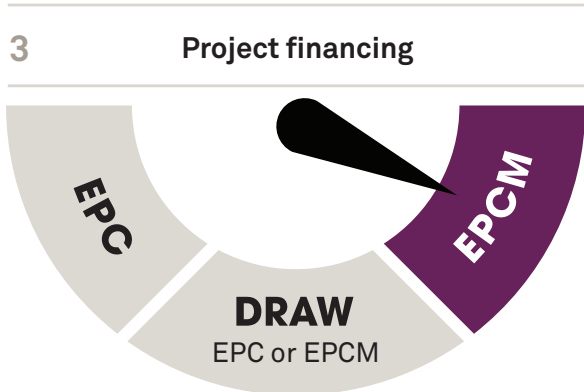 3 Project financing
EPC
EPCM
DRAW
EPC or EPCM